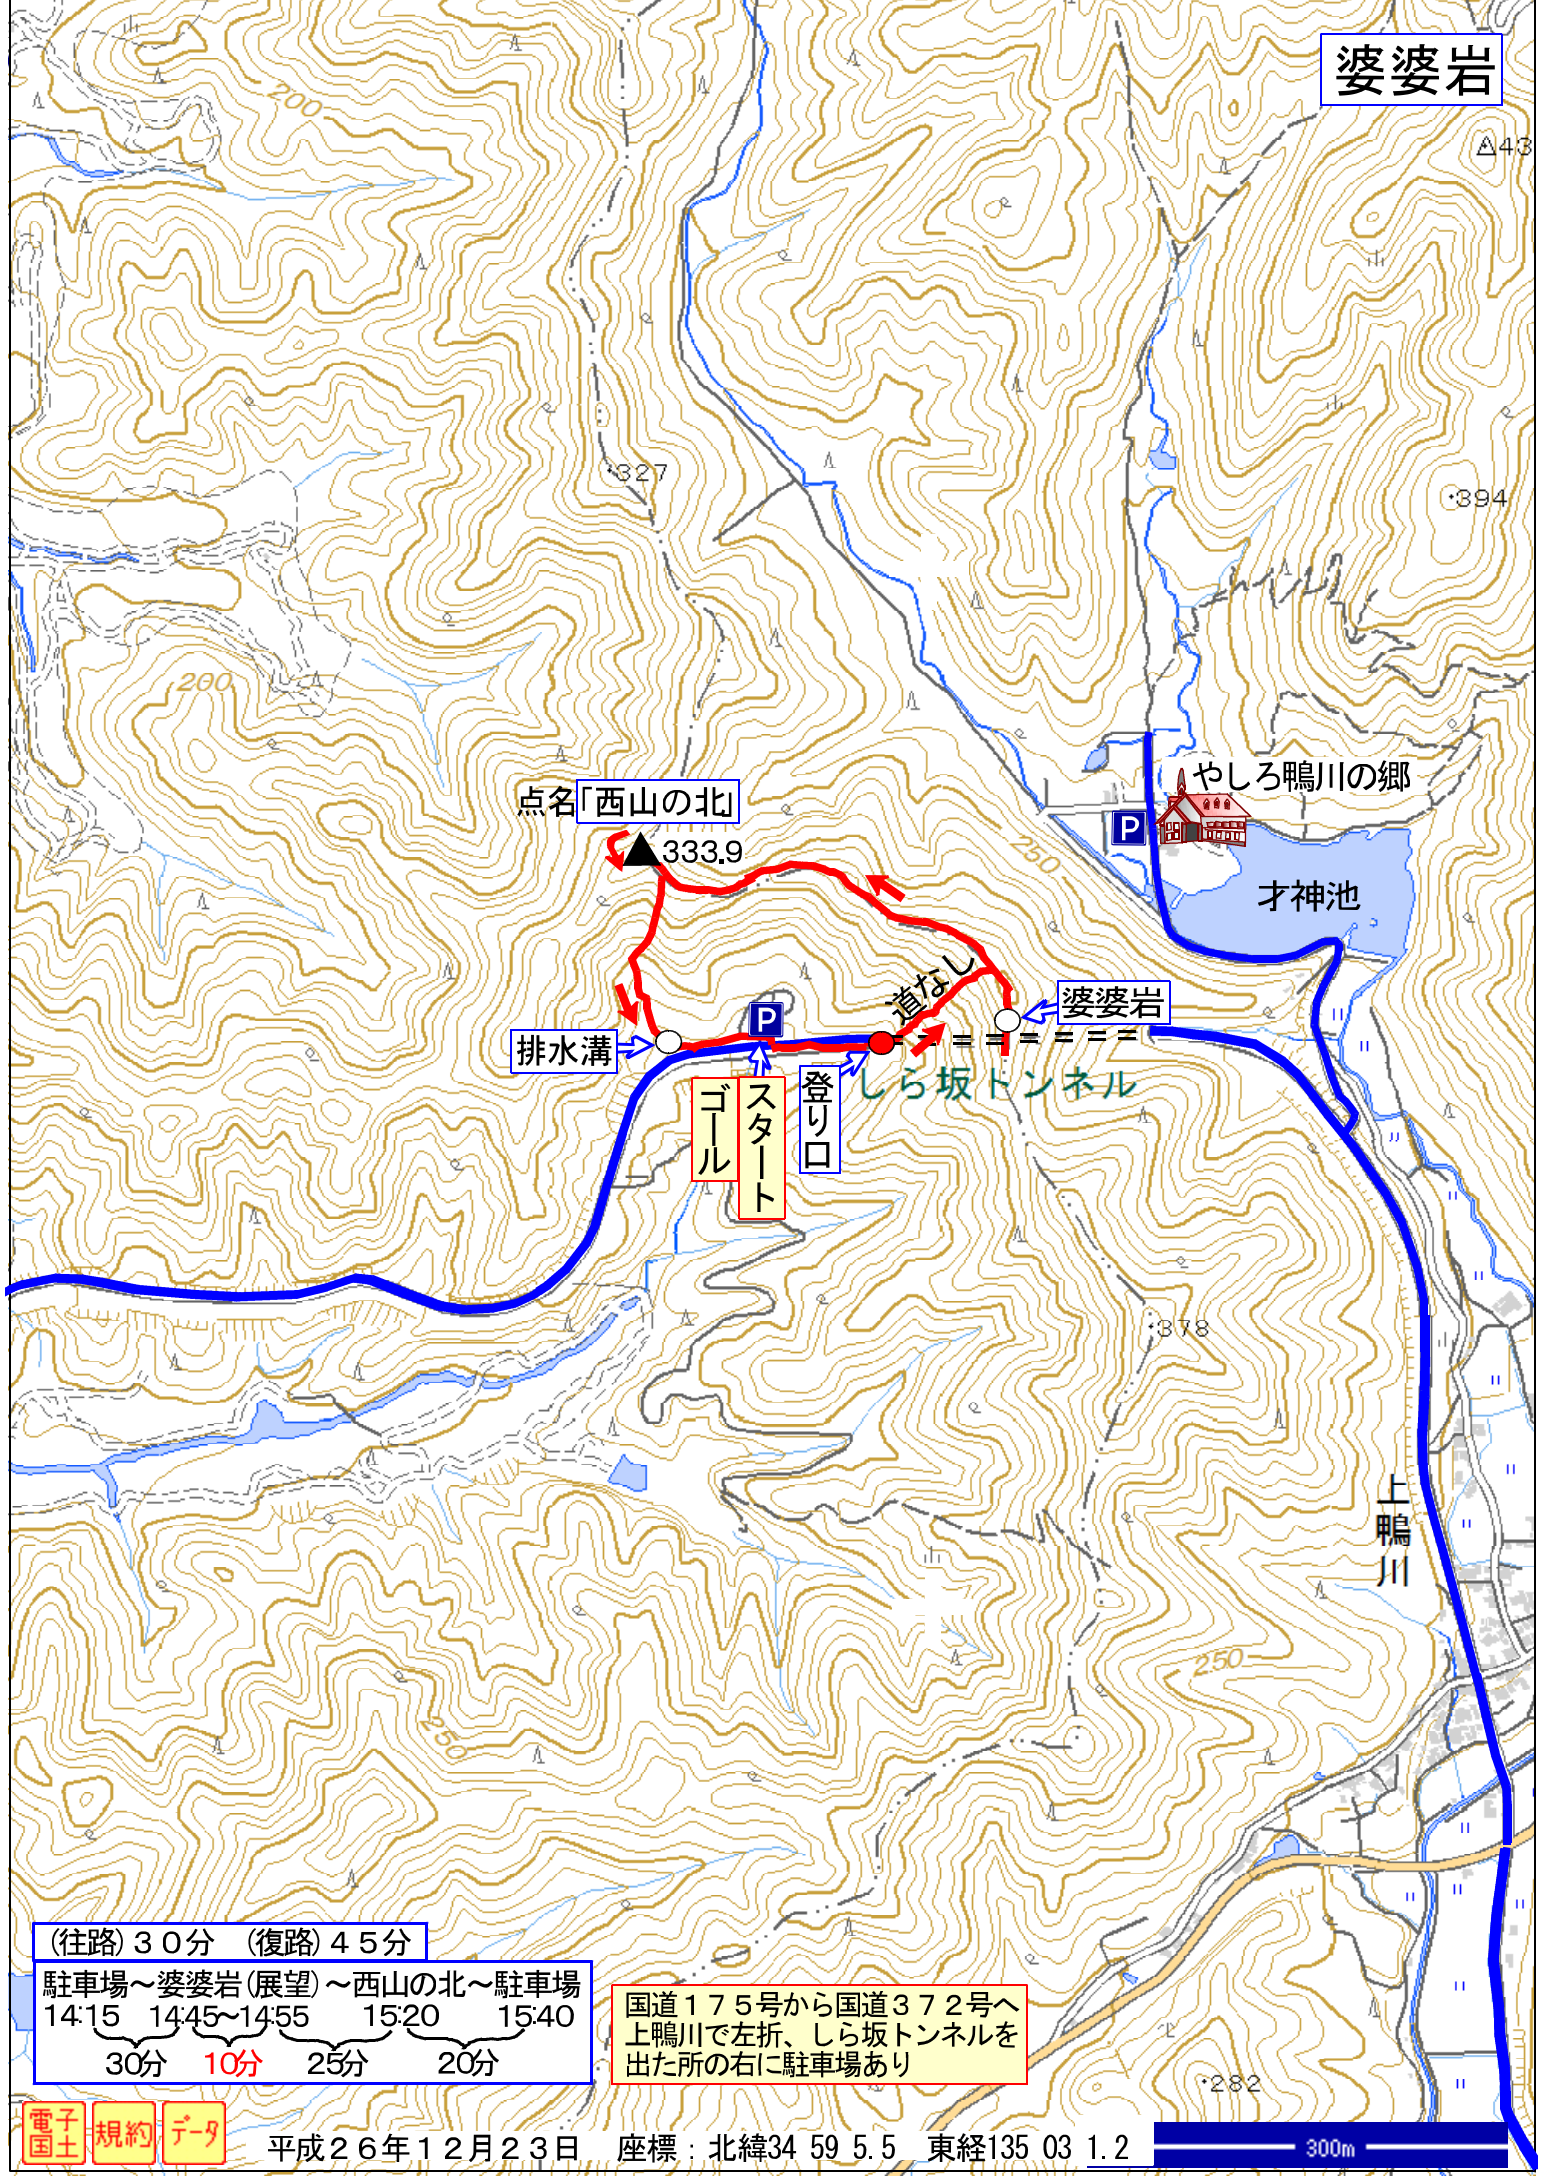 婆婆岩
200
43
327
394
200
やしろ鴨川の郷
点名「西山の北」
P
333.9
250
才神池
道なし
婆婆岩
P
排水溝
しら坂トンネル
登り口
スタート
ゴール
378
上鴨川
250
250
(往路)３０分 (復路)４５分
駐車場～婆婆岩(展望)～西山の北～駐車場
14:15 14:45～14:55 15:20 15:40
30分 10分 25分 20分
国道１７５号から国道３７２号へ
上鴨川で左折、しら坂トンネルを
出た所の右に駐車場あり
282
電子国土 規約 データ
平成２６年１２月２３日 座標：北緯34 59 5.5 東経135 03 1.2
300m